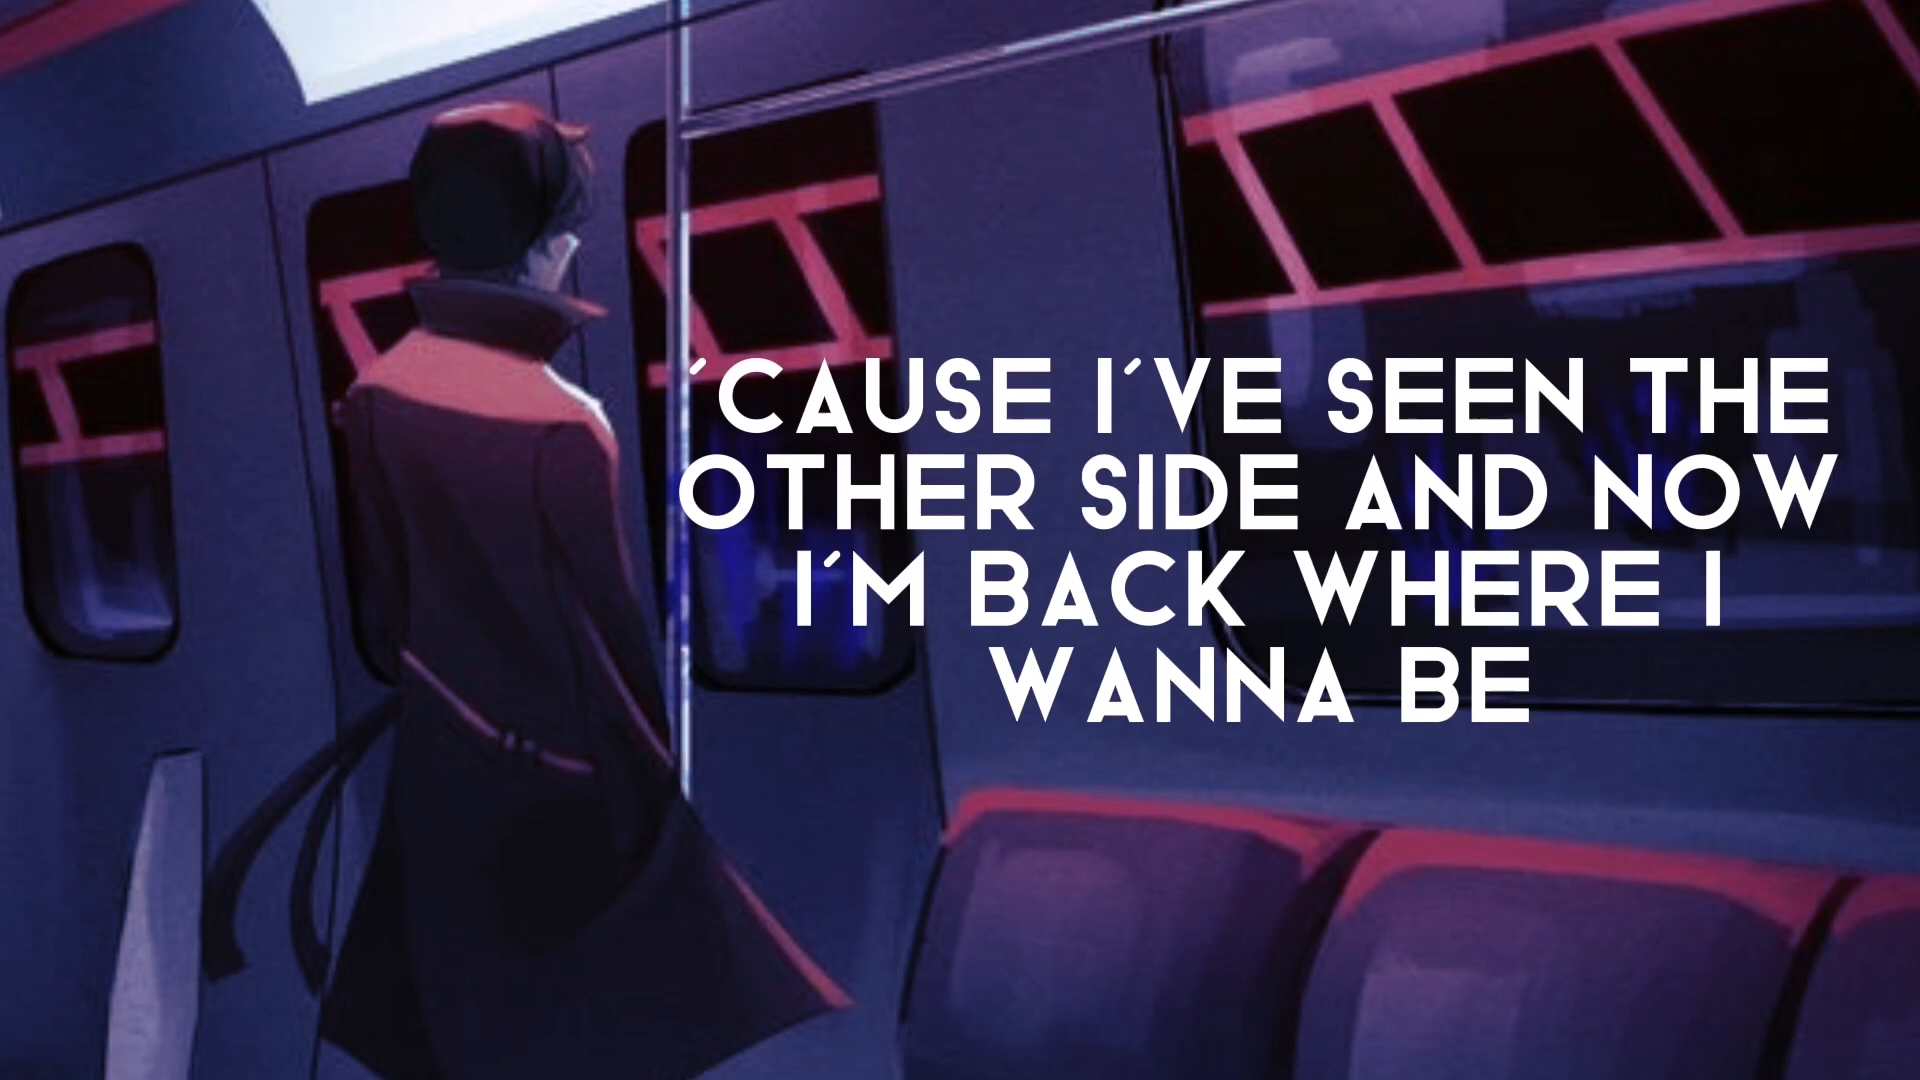 ´CAUSE I´VE SEEN THE
OTHER SIDE AND NOW
I´M BACK WHERE I
WANNA BE